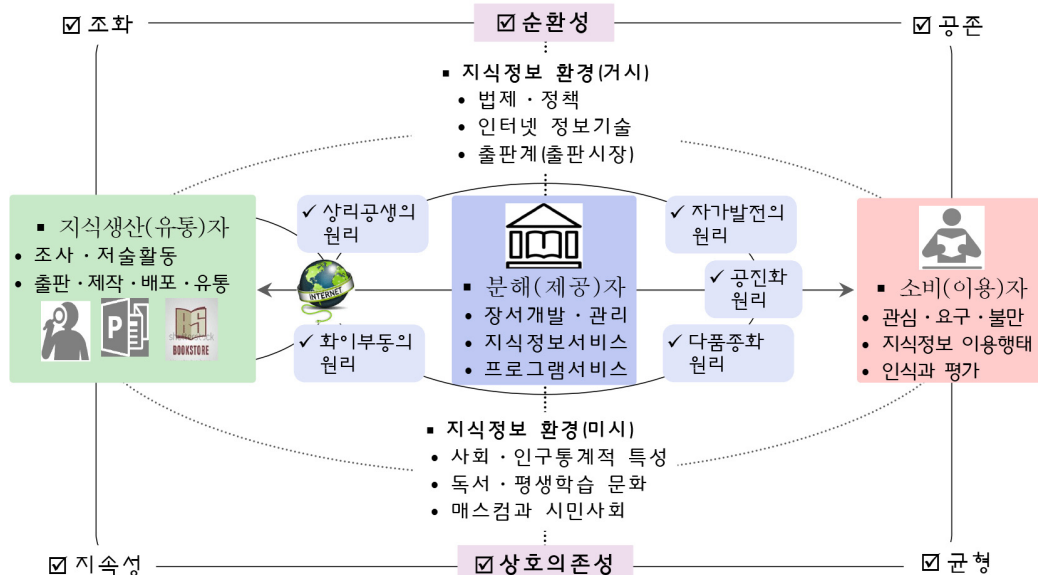 ☑ 조화
☑ 순환성
☑ 공존
▪ 지식정보 환경(거시)
• 법제・정책
• 인터넷 정보기술
• 출판계(출판시장)
▪ 지식생산(유통)자
• 조사・저술활동
• 출판・제작・배포・유통
P
BS
BOOKSTORE
✓ 상리공생의
원리
INTERNET
✓ 화이부동의
원리
▪ 분해(제공)자
• 장서개발・관리
• 지식정보서비스
• 프로그램서비스
✓ 자가발전의
원리
✓ 공진화
원리
✓ 다품종화
원리
▪ 소비(이용)자
• 관심・요구・불만
• 지식정보 이용행태
• 인식과 평가
▪ 지식정보 환경(미시)
• 사회・인구통계적 특성
• 독서・평생학습 문화
• 매스컴과 시민사회
☑ 지속성
☑ 상호의존성
☑ 균형